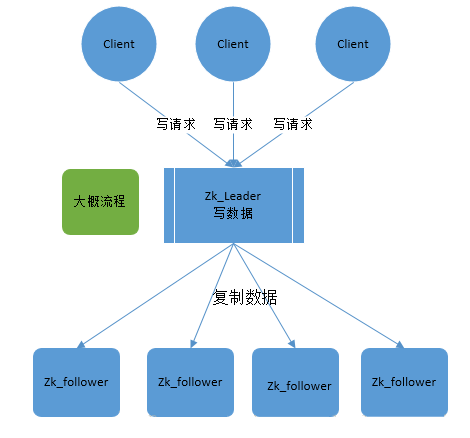 Client
Client
Client
写请求
写请求
写请求
大概流程
Zk_Leader
写数据
复制数据
Zk_follower
Zk_follower
Zk_follower
Zk_follower